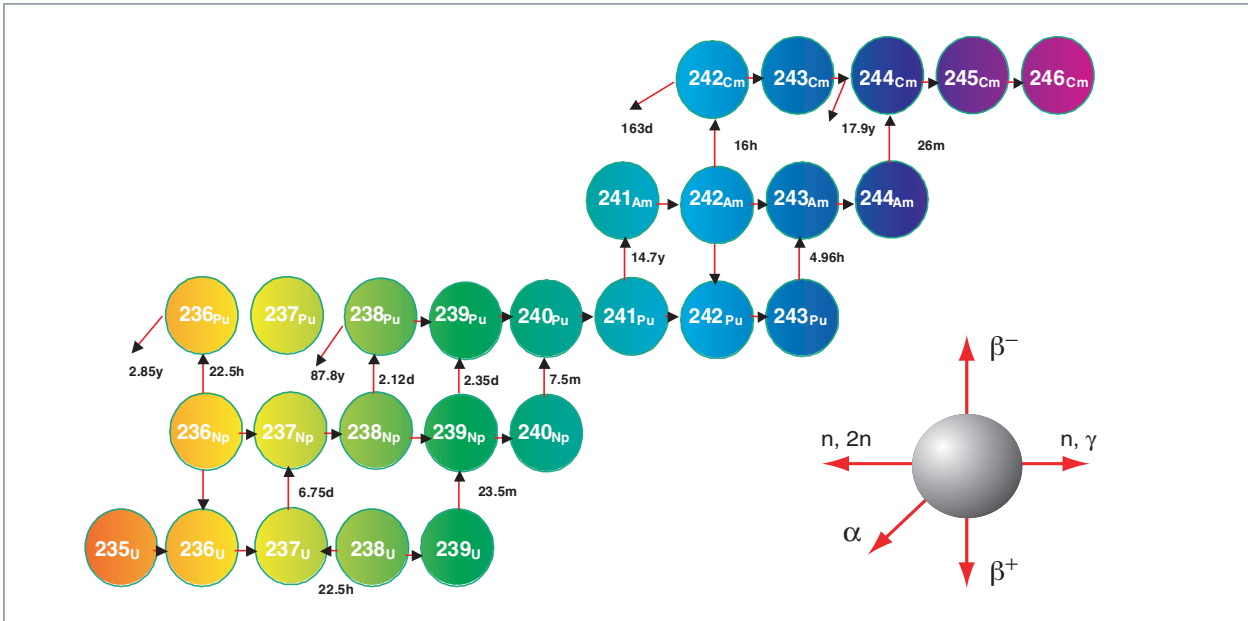 242Cm 243Cm 244Cm 245Cm 246Cm
163d 17.9y
16h 26m
241Am 242Am 243Am 244Am
14.7y 4.96h
236Pu 237Pu 238Pu 239Pu 240Pu 241Pu 242Pu 243Pu
2.85y 22.5h 87.8y 2.12d 2.35d 7.5m
236Np 237Np 238Np 239Np 240Np
6.75d 23.5m
235U 236U 237U 238U 239U
22.5h
β−
n, 2n n, γ
α
β+